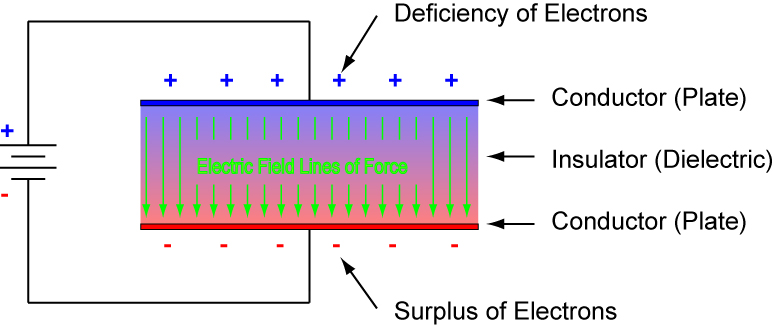 Deficiency of Electrons
+ + + + + +
Conductor (Plate)
+
Electric Field Lines of Force
Insulator (Dielectric)
-
Conductor (Plate)
- - - - - -
Surplus of Electrons